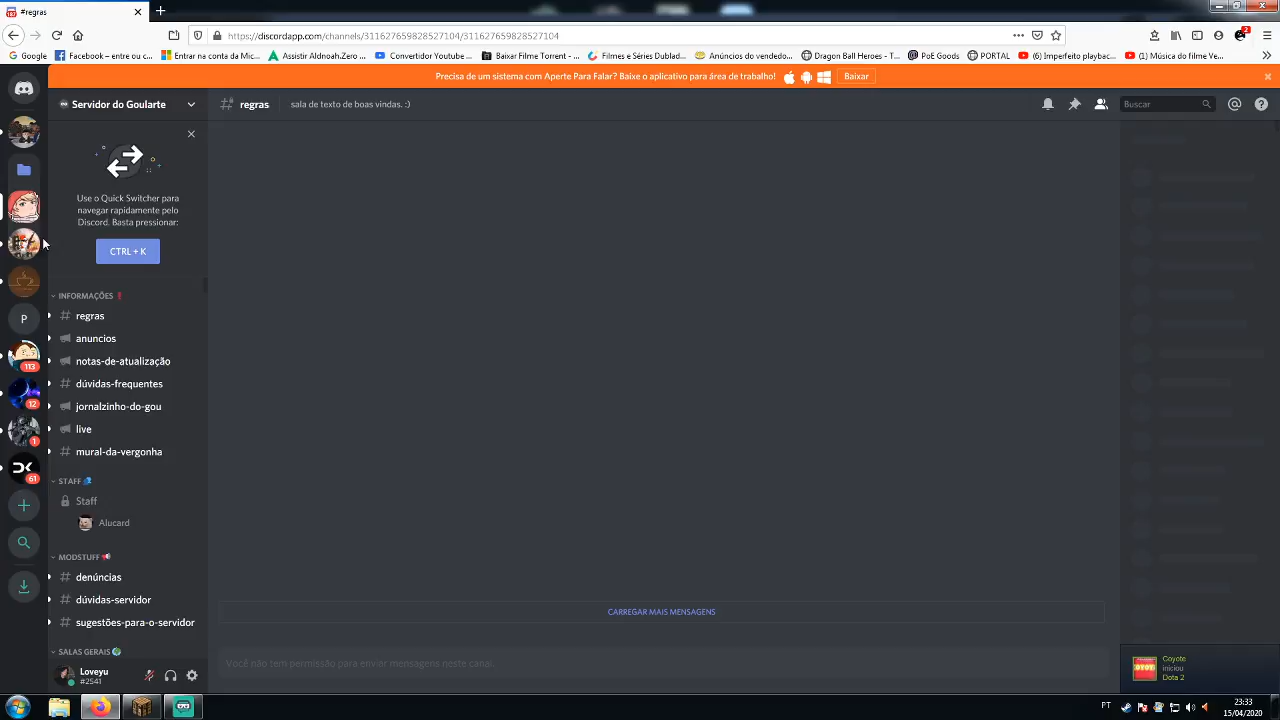 #regras
https://discordapp.com/channels/311627659828527104/311627659828527104
Google
Facebook – entre ou c...
Entrar na conta da Mic...
Assistir Aldnoah.Zero ...
Convertidor Youtube ...
Baixar Filme Torrent - ...
Filmes e Séries Dublad...
Anúncios do vendedo...
Dragon Ball Heroes - T...
PoE Goods
PORTAL
(6) Imperfeito playbac...
(1) Música do filme Ve...
Precisa de um sistema com Aperte Para Falar? Baixe o aplicativo para área de trabalho!
Baixar
Servidor do Goularte
regras
sala de texto de boas vindas. :)
Buscar
Use o Quick Switcher para
navegar rapidamente pelo
Discord. Basta pressionar:
CTRL + K
INFORMAÇÕES
regras
anuncios
notas-de-atualização
dúvidas-frequentes
jornalzinho-do-gou
live
mural-da-vergonha
STAFF
Staff
Alucard
MODSTUFF
denúncias
dúvidas-servidor
sugestões-para-o-servidor
SALAS GERAIS
P
113
12
1
61
Loveyu
#2541
CARREGAR MAIS MENSAGENS
Você não tem permissão para enviar mensagens neste canal.
Coyote
iniciou
Dota 2
PT
23:33
15/04/2020